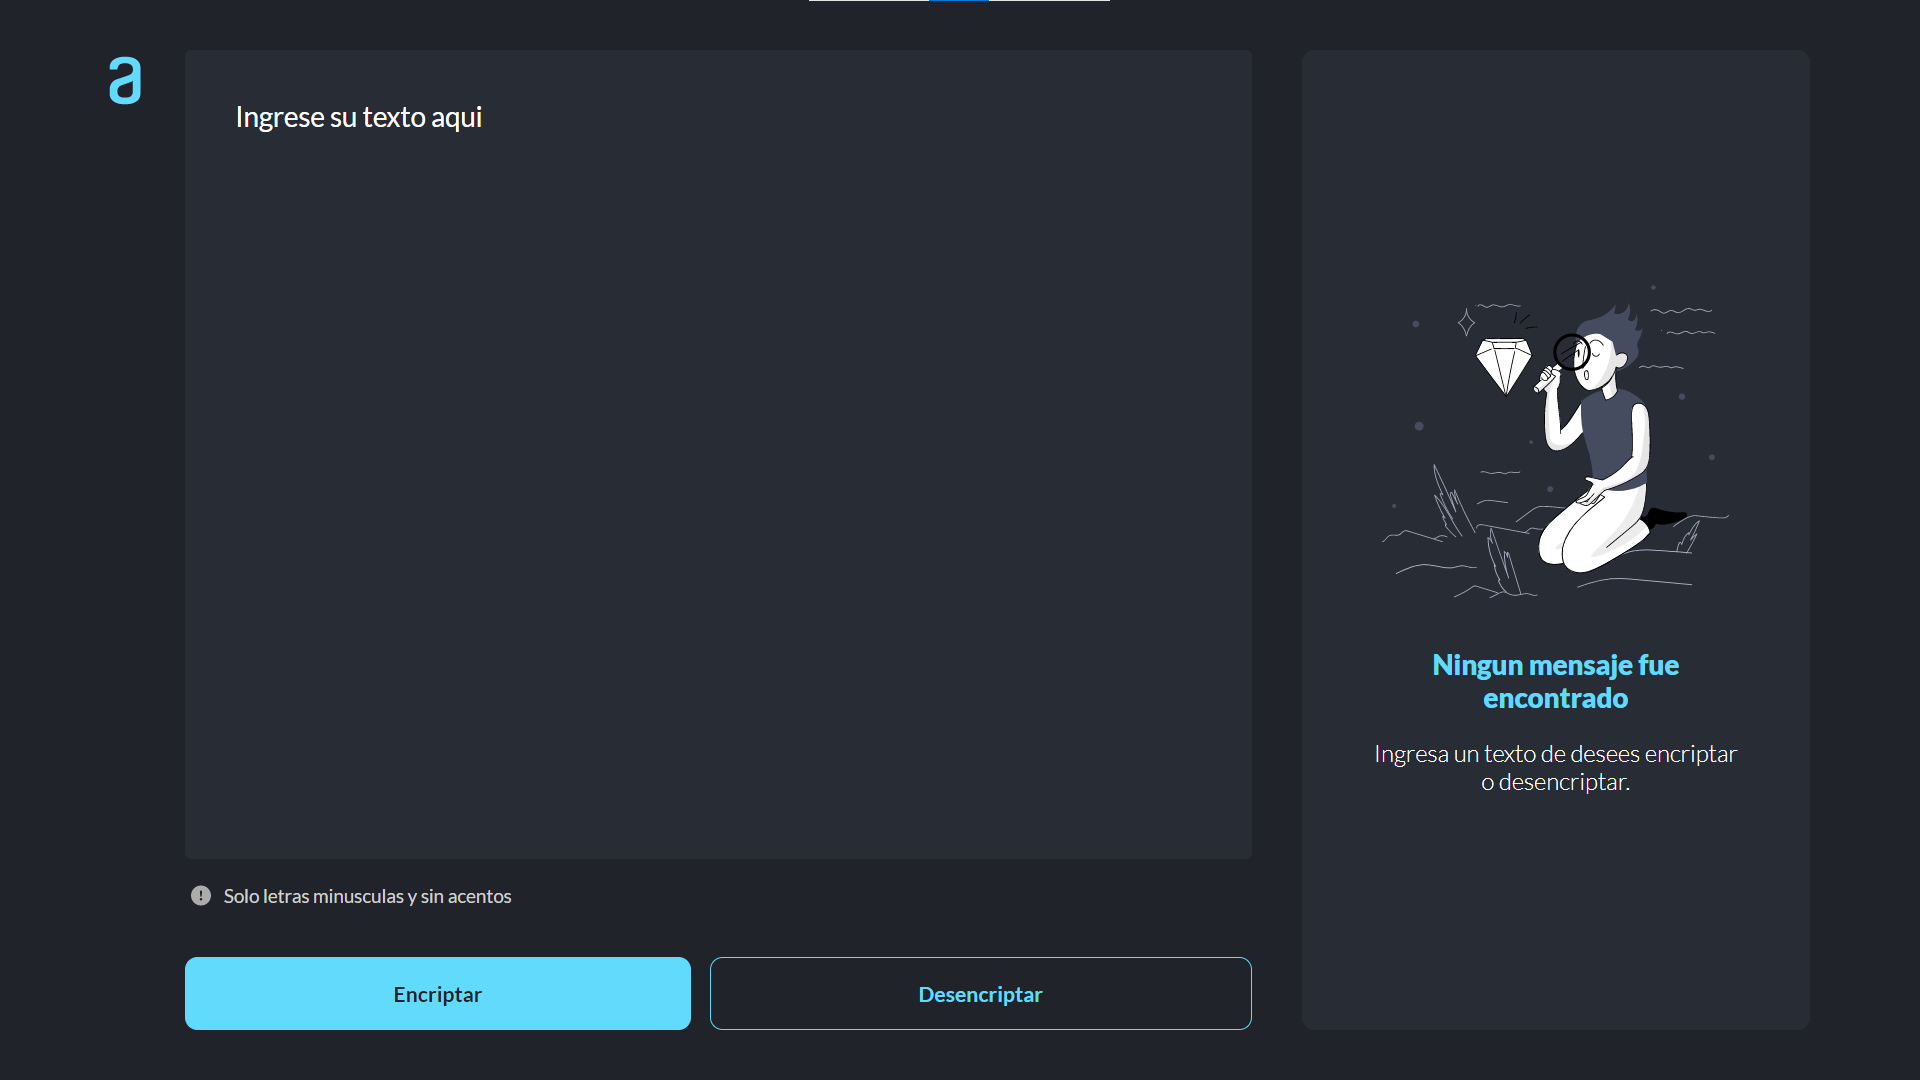 a
Ingrese su texto aqui
Ningun mensaje fue
encontrado
Ingresa un texto de desees encriptar
o desencriptar.
Solo letras minusculas y sin acentos
Encriptar
Desencriptar